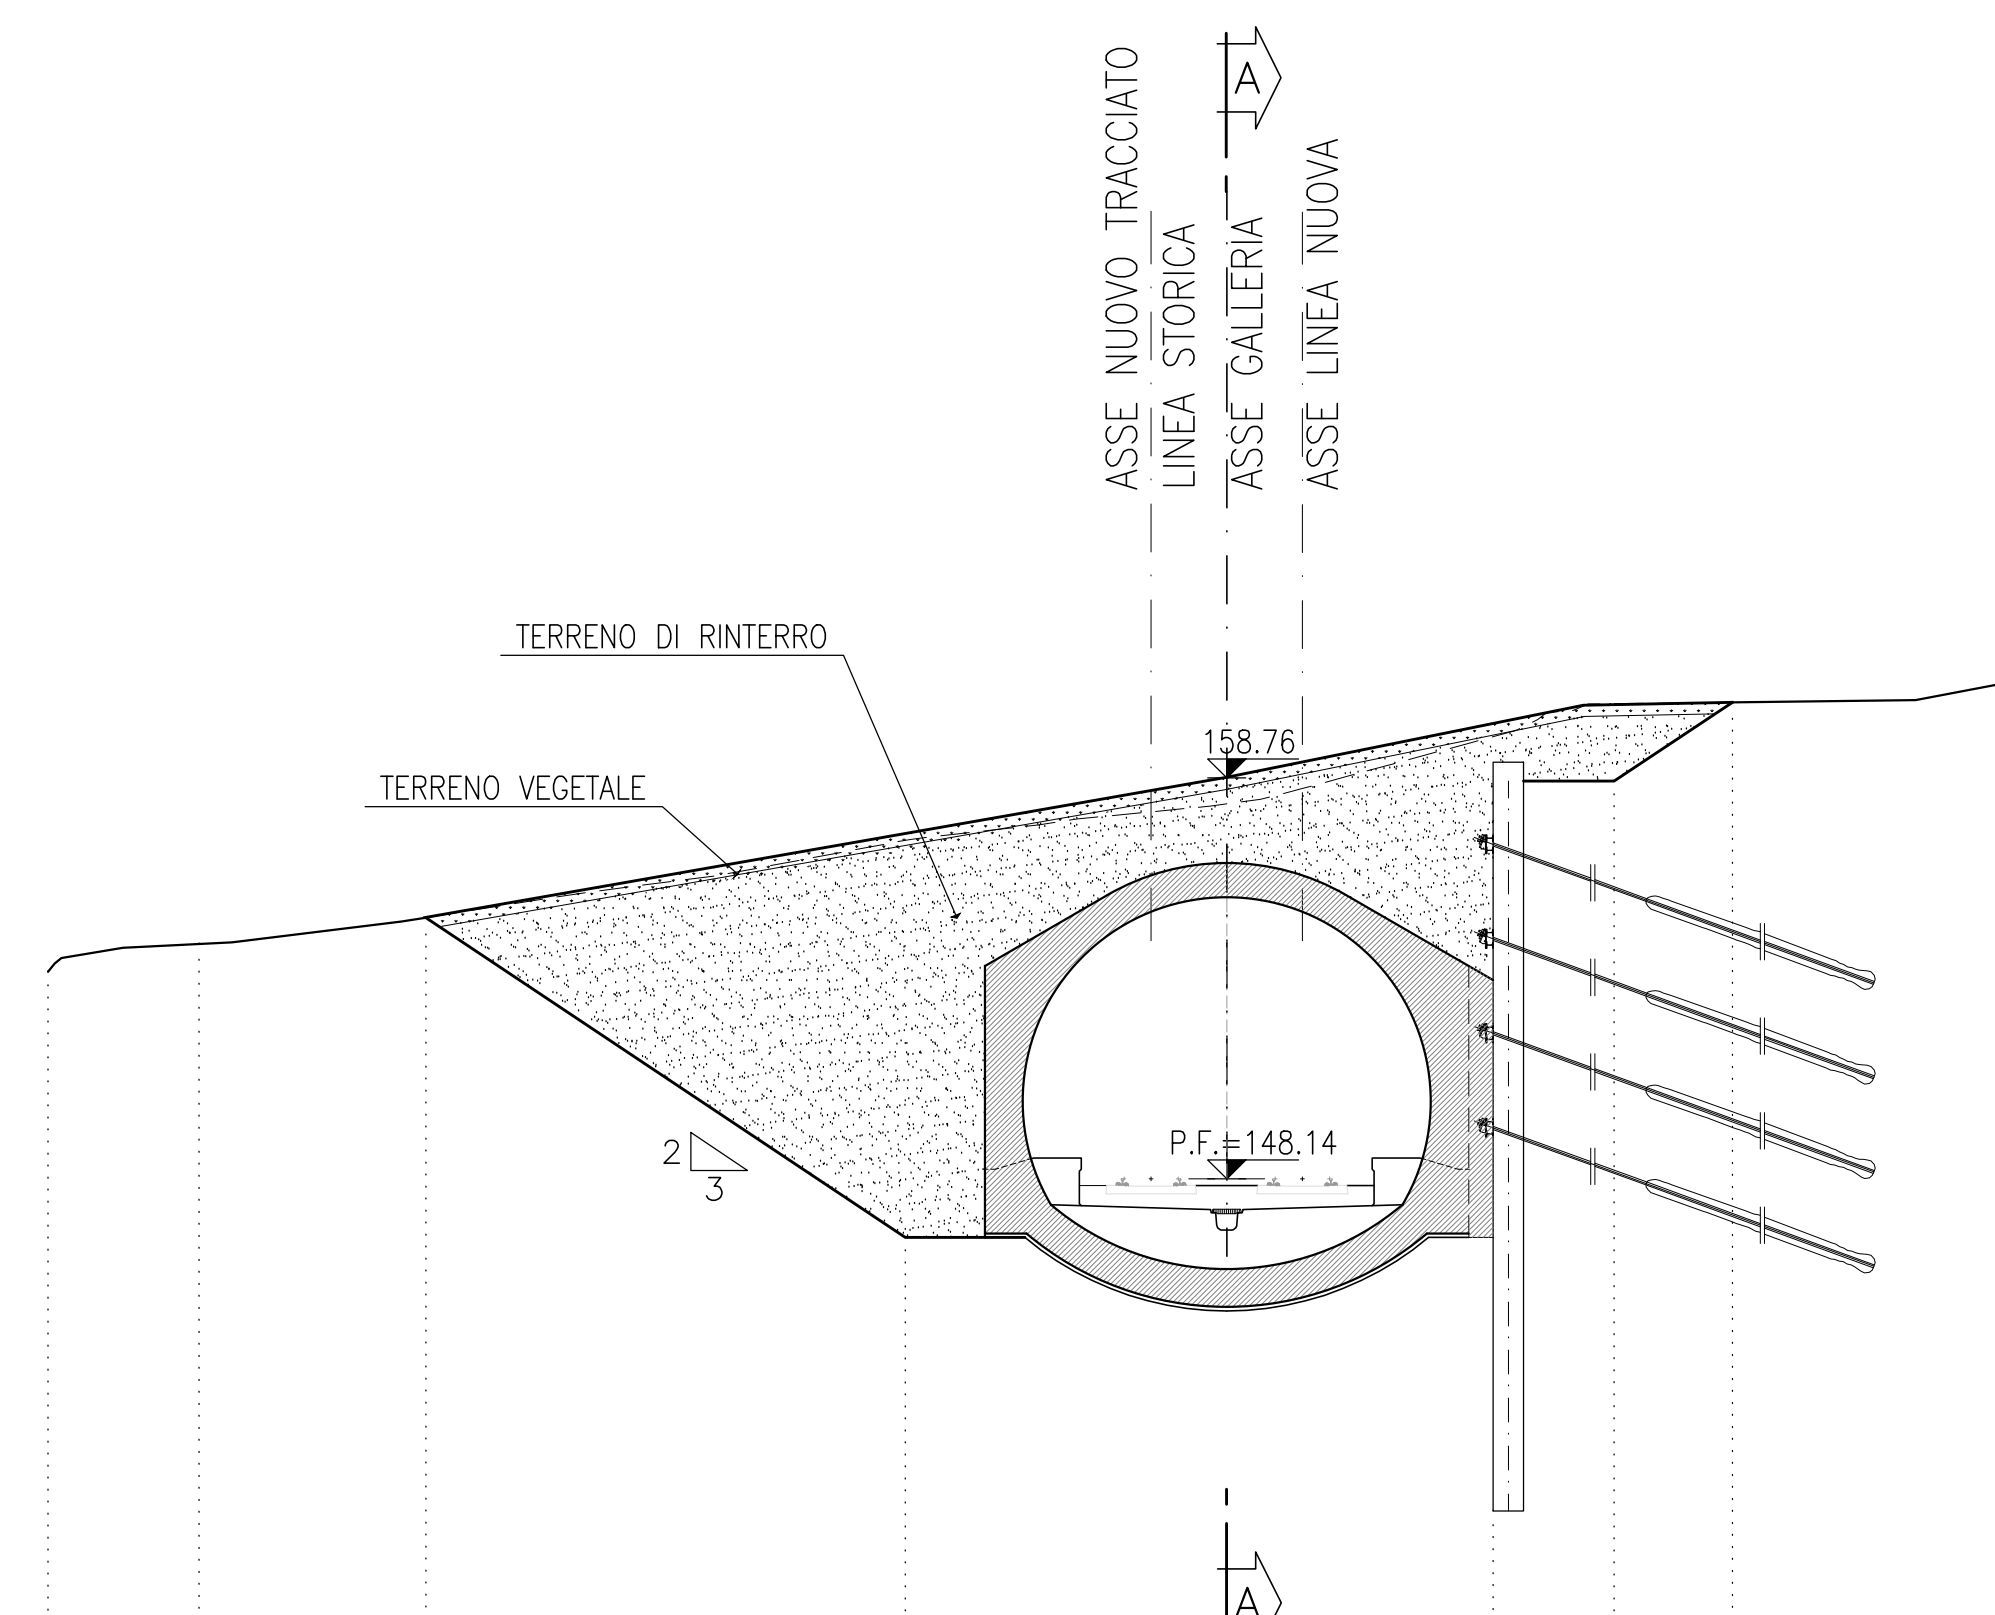 A
ASSE NUOVO TRACCIATO
LINEA STORICA
ASSE GALLERIA
ASSE LINEA NUOVA
TERRENO DI RINTERRO
158.76
TERRENO VEGETALE
P.F.=148.14
2
3
A